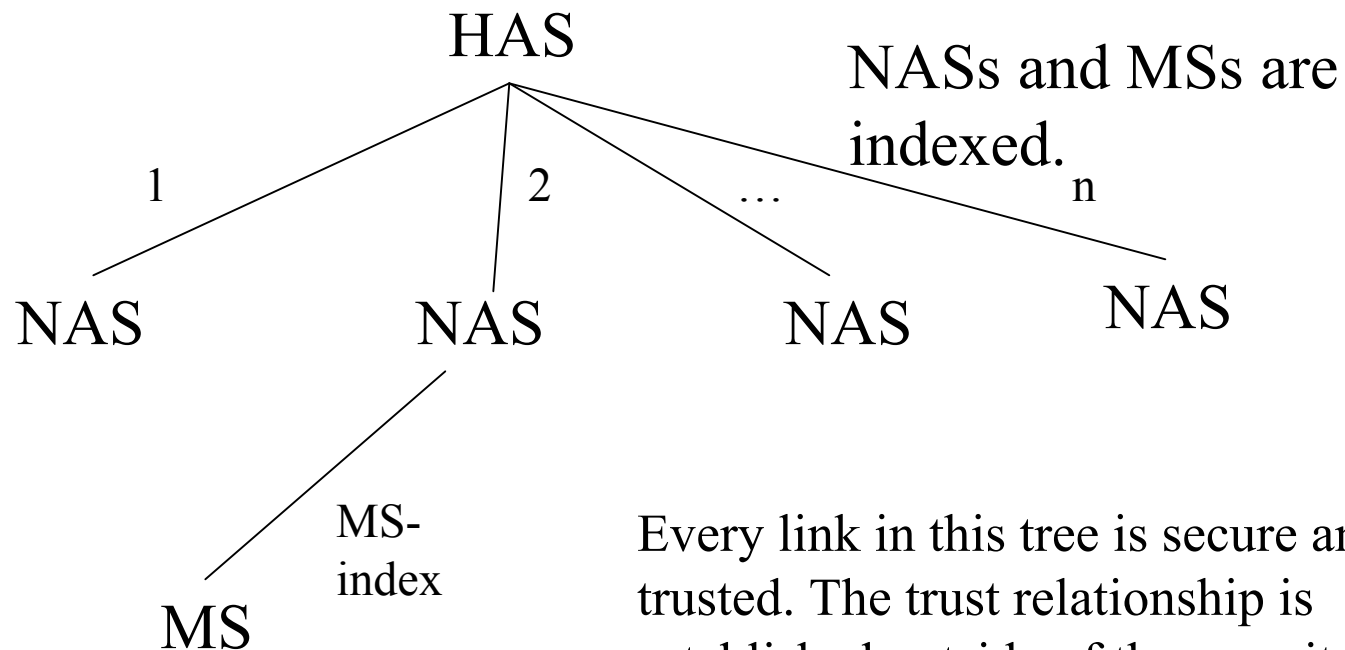 HAS
NASs and MSs are
indexed.
1
2
…
n
NAS
NAS
NAS
NAS
MS-
index
MS
Every link in this tree is secure
trusted. The trust relationship is